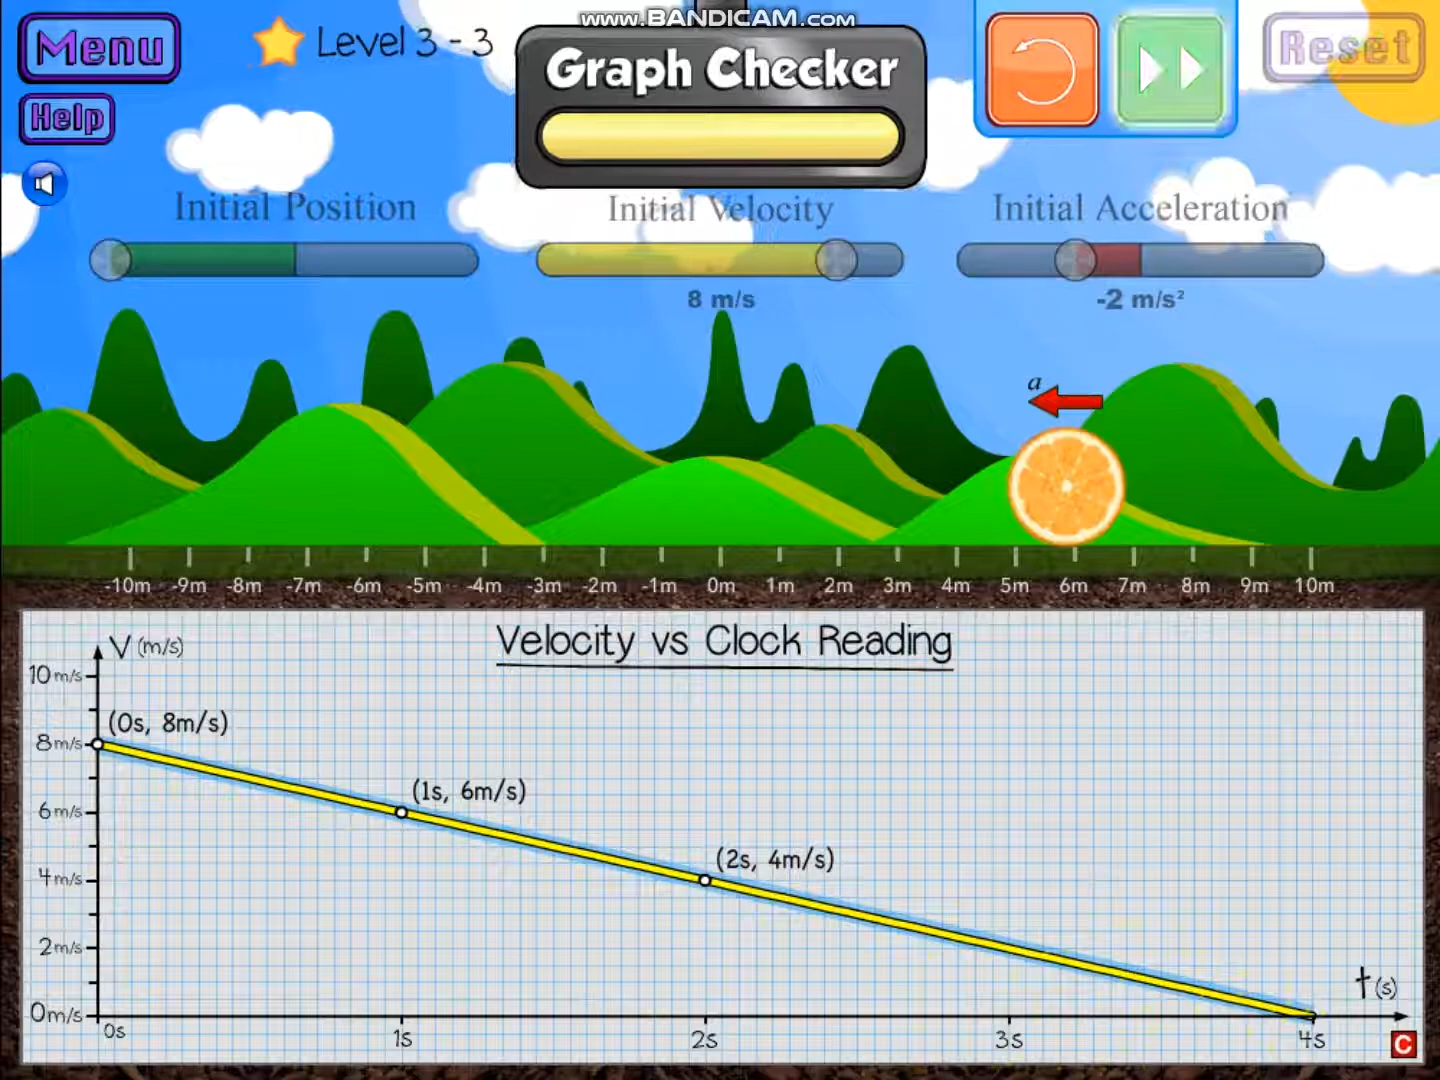 www.BANDICAM.com
Menu
Level 3 - 3
Graph Checker
Reset
Help
Initial Position
Initial Velocity
Initial Acceleration
8 m/s
-2 m/s²
a
-10m -9m -8m -7m -6m -5m -4m -3m -2m -1m 0m 1m 2m 3m 4m 5m 6m 7m 8m 9m 10m
Velocity vs Clock Reading
V (m/s)
10 m/s
(0s, 8m/s)
8 m/s
(1s, 6m/s)
6 m/s
(2s, 4m/s)
4 m/s
2 m/s
t (s)
0 m/s
0s 1s 2s 3s 4s
C